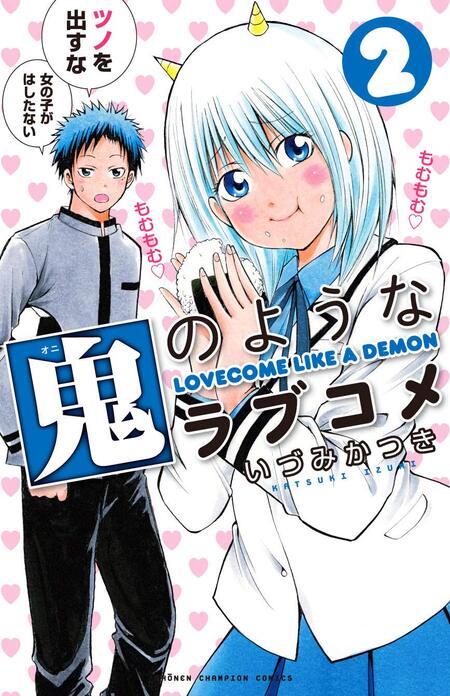 ツノを
出すな
女の子が
はしたない
2
もむもむ♡
もむもむ♡
オニ
鬼のような
LOVECOME LIKE A DEMON
ラブコメ
いづみかつき
KATSUKI IZUMI
SHŌNEN CHAMPION COMICS